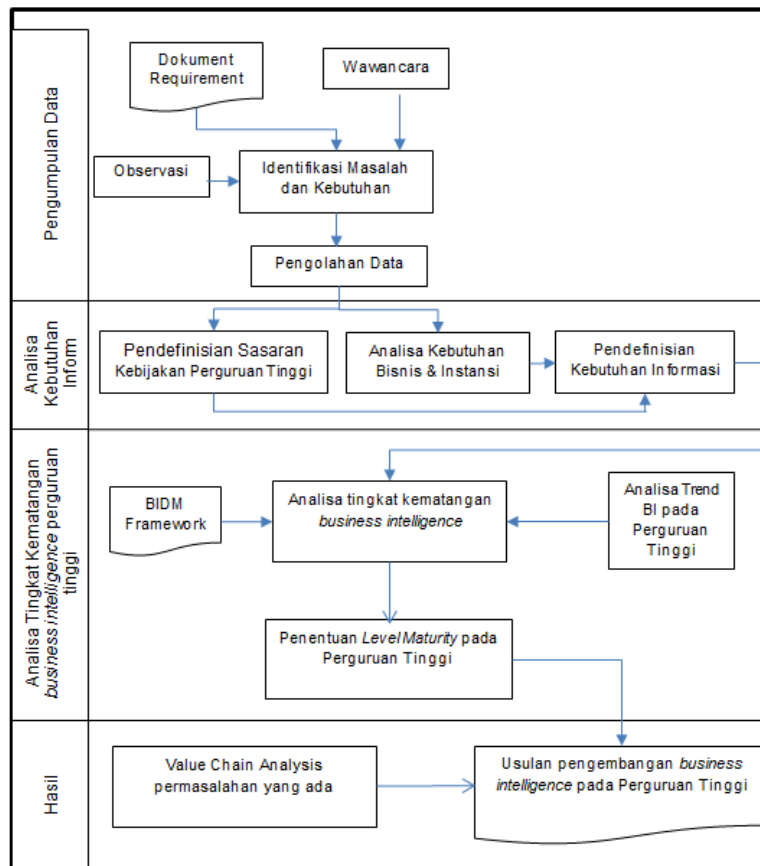 Pengumpulan Data
Dokument
Requirement
Wawancara
Observasi
Identifikasi Masalah
dan Kebutuhan
Pengolahan Data
Analisa
Kebutuhan
Inform
Pendefinisian Sasaran
Kebijakan Perguruan Tinggi
Analisa Kebutuhan
Bisnis & Instansi
Pendefinisian
Kebutuhan Informasi
Analisa Tingkat Kematangan
business intelligence perguruan
tinggi
BIDM
Framework
Analisa tingkat kematangan
business intelligence
Analisa Trend
BI pada
Perguruan
Tinggi
Penentuan Level Maturity pada
Perguruan Tinggi
Hasil
Value Chain Analysis
permasalahan yang ada
Usulan pengembangan business
intelligence pada Perguruan Tinggi